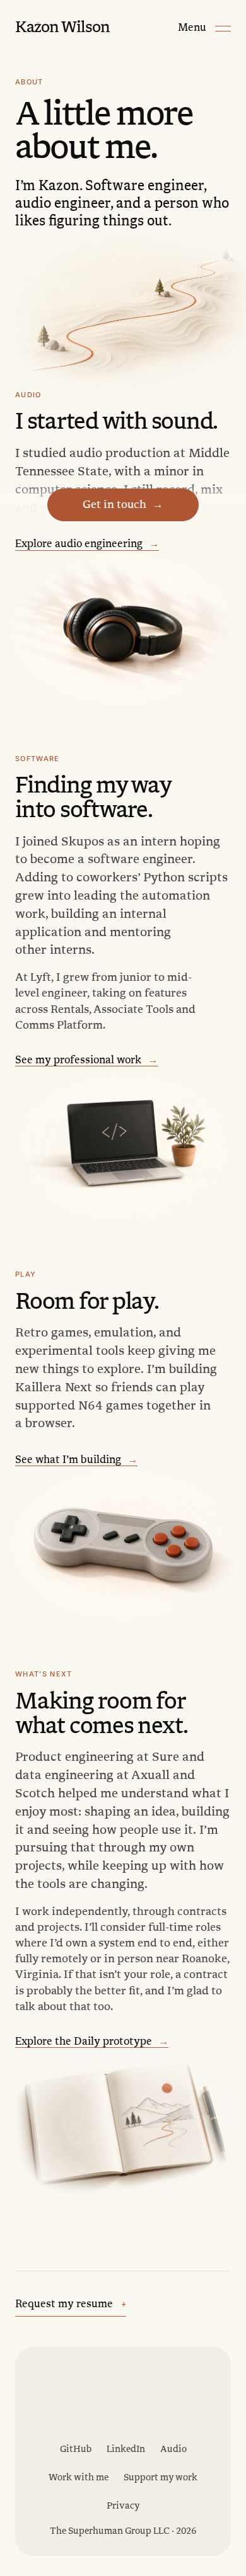 Kazon Wilson
Menu
ABOUT
A little more
about me.
I’m Kazon. Software engineer,
audio engineer, and a person who
likes figuring things out.
AUDIO
I started with sound.
I studied audio production at Middle
Tennessee State, with a minor in
computer science. I still record, mix
Get in touch →
Explore audio engineering →
SOFTWARE
Finding my way
into software.
I joined Skupos as an intern hoping
to become a software engineer.
Adding to coworkers’ Python scripts
grew into leading the automation
work, building an internal
application and mentoring
other interns.
At Lyft, I grew from junior to mid-
level engineer, taking on features
across Rentals, Associate Tools and
Comms Platform.
See my professional work →
</>
PLAY
Room for play.
Retro games, emulation, and
experimental tools keep giving me
new things to explore. I’m building
Kaillera Next so friends can play
supported N64 games together in
a browser.
See what I’m building →
WHAT’S NEXT
Making room for
what comes next.
Product engineering at Sure and
data engineering at Axuall and
Scotch helped me understand what I
enjoy most: shaping an idea, building
it and seeing how people use it. I’m
pursuing that through my own
projects, while keeping up with how
the tools are changing.
I work independently, through contracts
and projects. I’ll consider full-time roles
where I’d own a system end to end, either
fully remotely or in person near Roanoke,
Virginia. If that isn’t your role, a contract
is probably the better fit, and I’m glad to
talk about that too.
Explore the Daily prototype →
Request my resume +
GitHub LinkedIn Audio
Work with me Support my work
Privacy
The Superhuman Group LLC · 2026